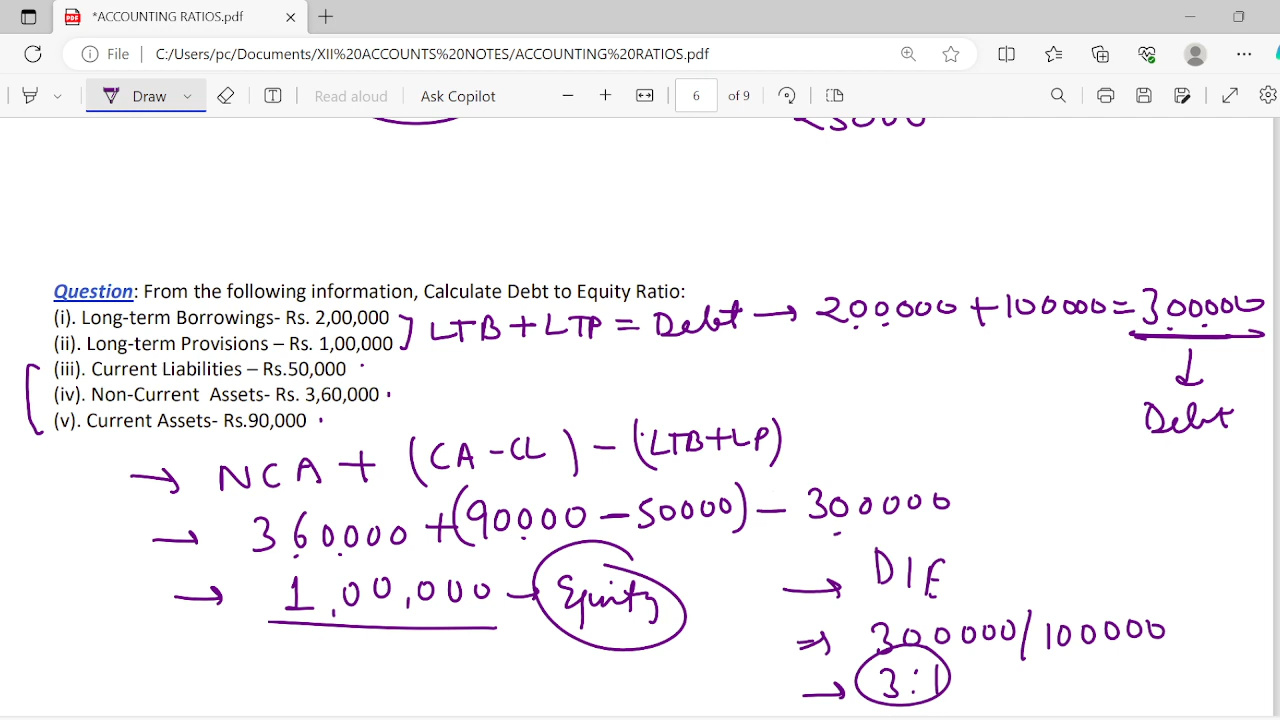 *ACCOUNTING RATIOS.pdf
File
C:/Users/pc/Documents/XII%20ACCOUNTS%20NOTES/ACCOUNTING%20RATIOS.pdf
Draw
Read aloud
Ask Copilot
6 of 9
Question: From the following information, Calculate Debt to Equity Ratio:
(i). Long-term Borrowings- Rs. 2,00,000
(ii). Long-term Provisions – Rs. 1,00,000
LTB + LTP = Debt → 200000 + 100000 = 300000
(iii). Current Liabilities – Rs.50,000
(iv). Non-Current Assets- Rs. 3,60,000
(v). Current Assets- Rs.90,000
Debt
→ NCA + (CA - CL) - (LTB+LP)
→ 360000 + (90000 - 50000) - 300000
→ 1,00,000 → Equity
→ D/E
⇒ 300000/100000
→ 3:1